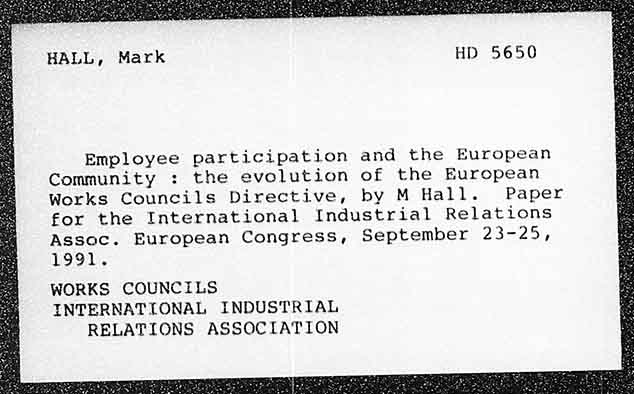 HALL, Mark HD 5650
Employee participation and the European
Community : the evolution of the European
Works Councils Directive, by M Hall. Paper
for the International Industrial Relations
Assoc. European Congress, September 23-25,
1991.
WORKS COUNCILS
INTERNATIONAL INDUSTRIAL
RELATIONS ASSOCIATION